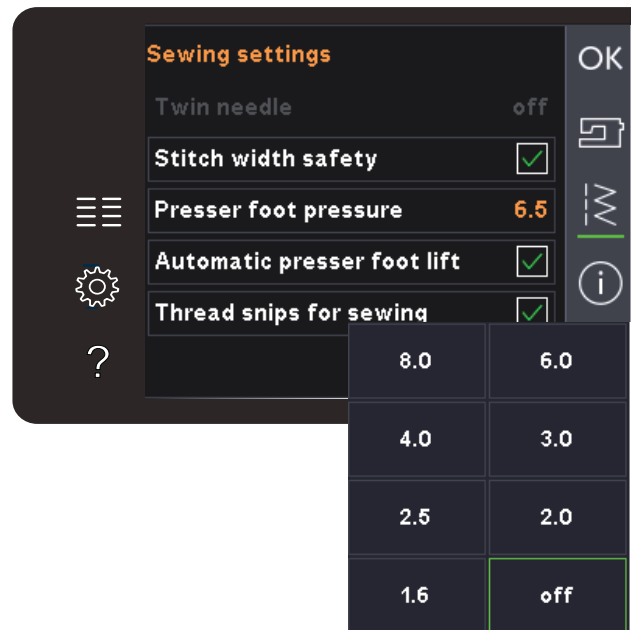 Sewing settings
OK
Twin needle off
Stitch width safety
Presser foot pressure 6.5
Automatic presser foot lift
Thread snips for sewing
i
?
8.0 6.0
4.0 3.0
2.5 2.0
1.6 off